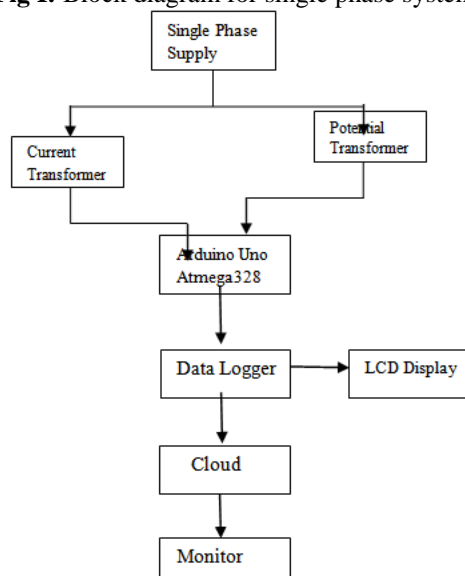 Fig 1. Block diagram for single phase system
Single Phase
Supply
Current
Transformer
Potential
Transformer
Arduino Uno
Atmega328
Data Logger
LCD Display
Cloud
Monitor